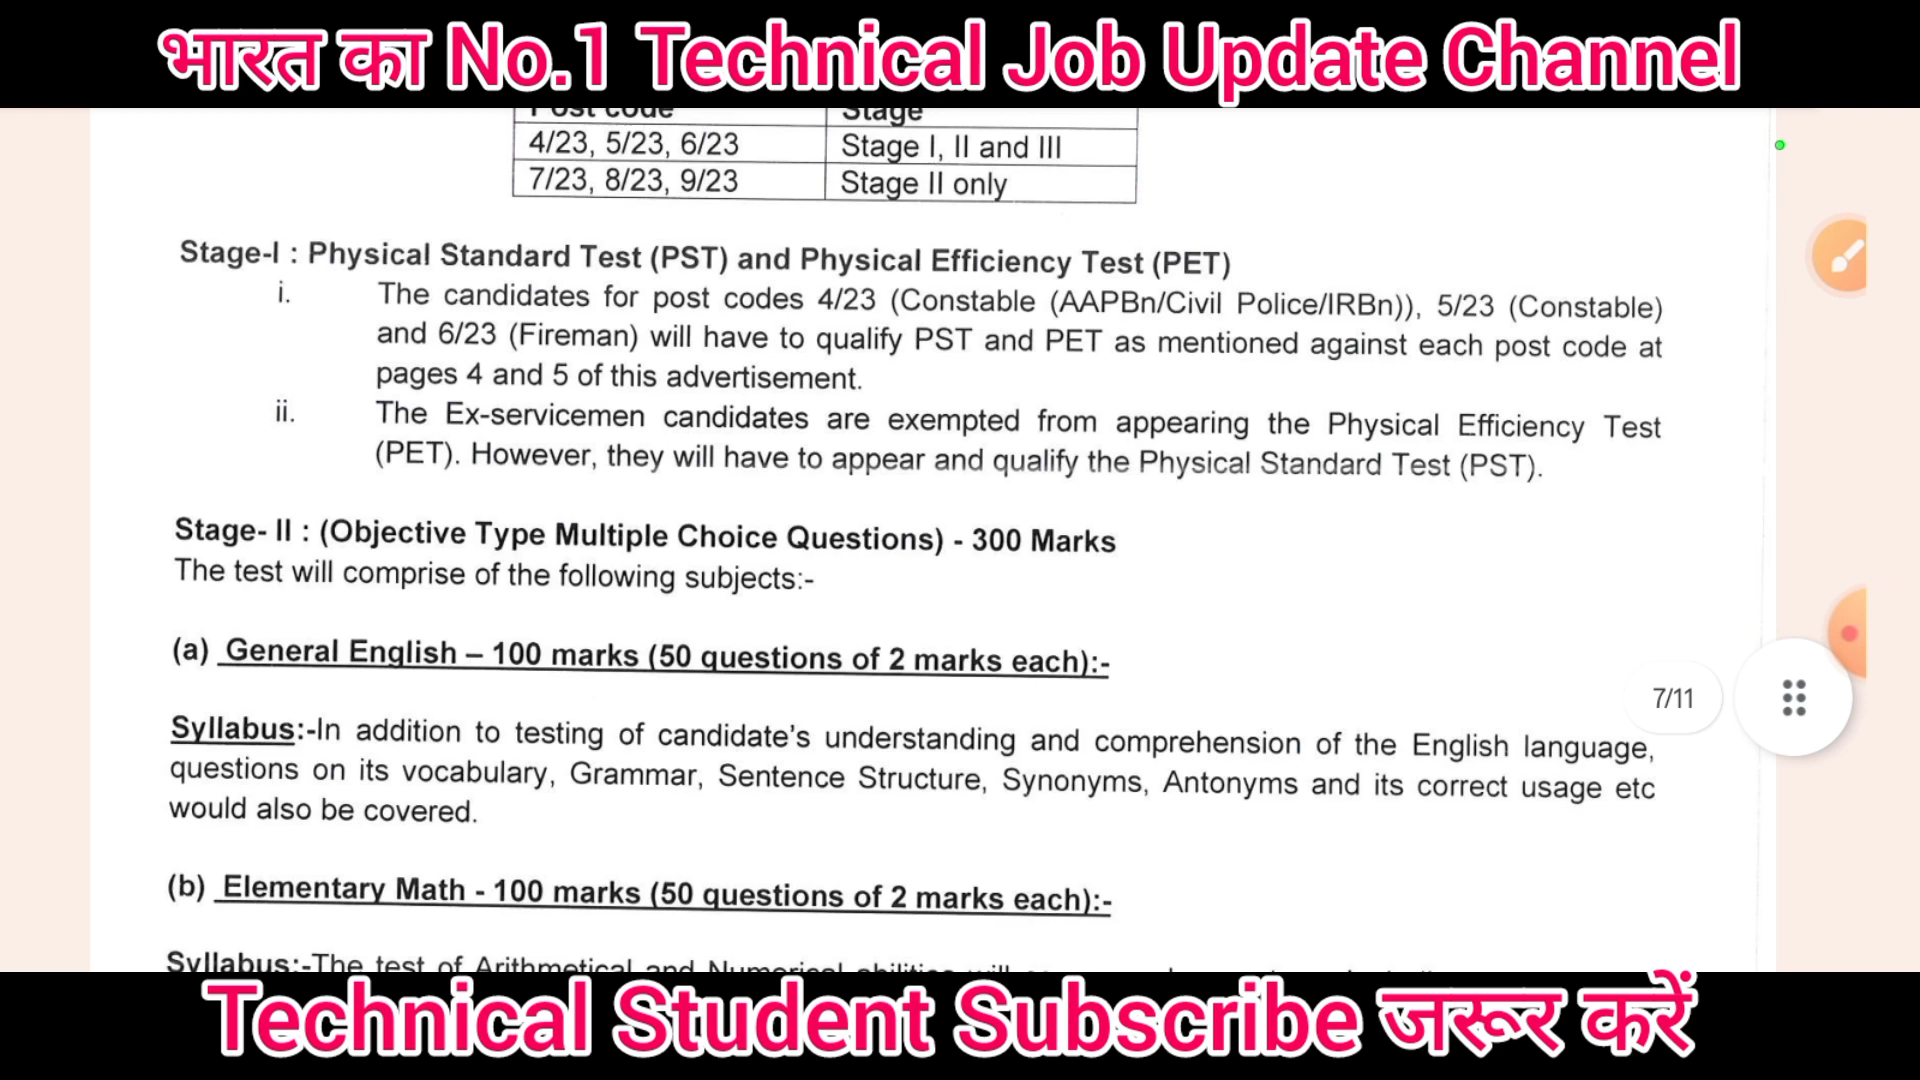 भारत का No.1 Technical Job Update Channel
Post code Stage
4/23, 5/23, 6/23 Stage I, II and III
7/23, 8/23, 9/23 Stage II only
Stage-I : Physical Standard Test (PST) and Physical Efficiency Test (PET)
i. The candidates for post codes 4/23 (Constable (AAPBn/Civil Police/IRBn)), 5/23 (Constable)
and 6/23 (Fireman) will have to qualify PST and PET as mentioned against each post code at
pages 4 and 5 of this advertisement.
ii. The Ex-servicemen candidates are exempted from appearing the Physical Efficiency Test
(PET). However, they will have to appear and qualify the Physical Standard Test (PST).
Stage- II : (Objective Type Multiple Choice Questions) - 300 Marks
The test will comprise of the following subjects:-
(a) General English – 100 marks (50 questions of 2 marks each):-
7/11
Syllabus:-In addition to testing of candidate's understanding and comprehension of the English language,
questions on its vocabulary, Grammar, Sentence Structure, Synonyms, Antonyms and its correct usage etc
would also be covered.
(b) Elementary Math - 100 marks (50 questions of 2 marks each):-
Syllabus:-The test of Arithmetical and Numerical abilities will
Technical Student Subscribe जरूर करें